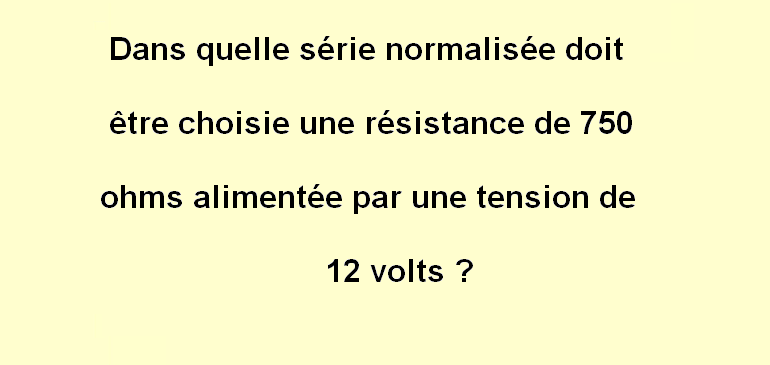 Dans quelle série normalisée doit
être choisie une résistance de 750
ohms alimentée par une tension de
12 volts ?